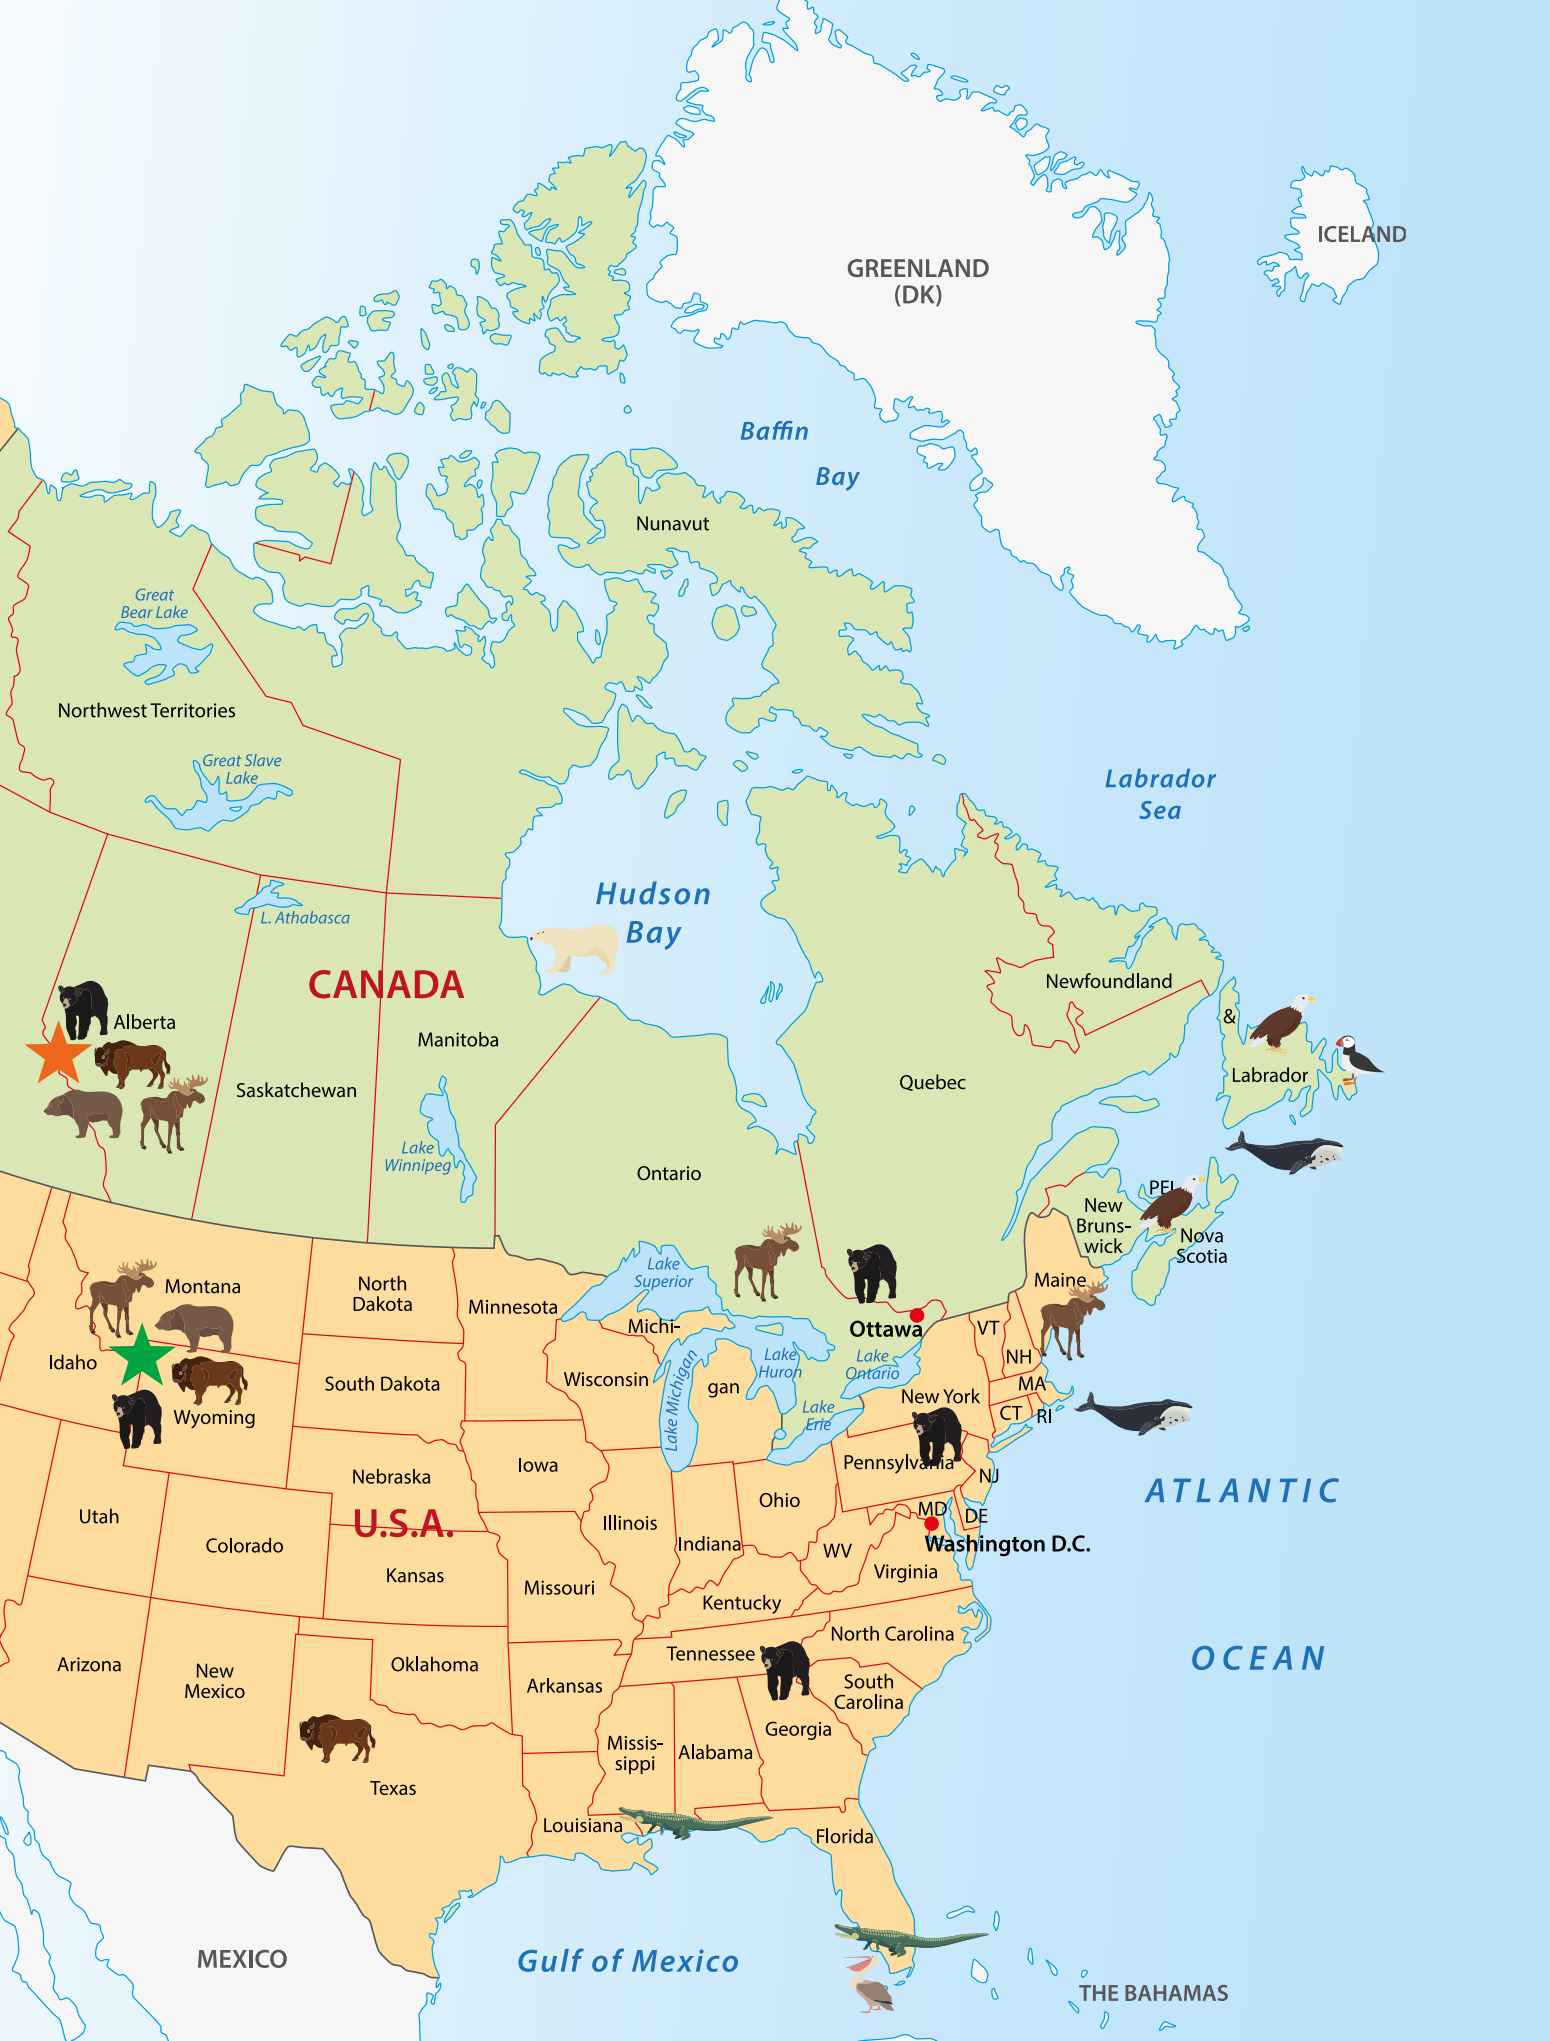 ICELAND
GREENLAND
(DK)
Baffin
Bay
Nunavut
Great
Bear Lake
Northwest Territories
Great Slave
Lake
Labrador
Sea
Hudson
Bay
L. Athabasca
CANADA
Newfoundland
&
Labrador
Alberta
Manitoba
Saskatchewan
Quebec
Lake
Winnipeg
Ontario
PEI
New
Bruns-
wick
Nova
Scotia
Lake
Superior
Maine
Montana
North
Dakota
Minnesota
Michi-
gan
Ottawa
VT
NH
Idaho
Lake
Huron
Lake
Ontario
Wisconsin
South Dakota
Lake Michigan
MA
New York
CT
RI
Wyoming
Lake
Erie
Iowa
Nebraska
Pennsylvania
NJ
ATLANTIC
Ohio
MD
DE
Utah
U.S.A.
Illinois
Indiana
Washington D.C.
Colorado
WV
Virginia
Kansas
Missouri
Kentucky
North Carolina
Tennessee
OCEAN
Arizona
New
Mexico
Oklahoma
Arkansas
South
Carolina
Georgia
Missis-
sippi
Alabama
Texas
Louisiana
Florida
MEXICO
Gulf of Mexico
THE BAHAMAS